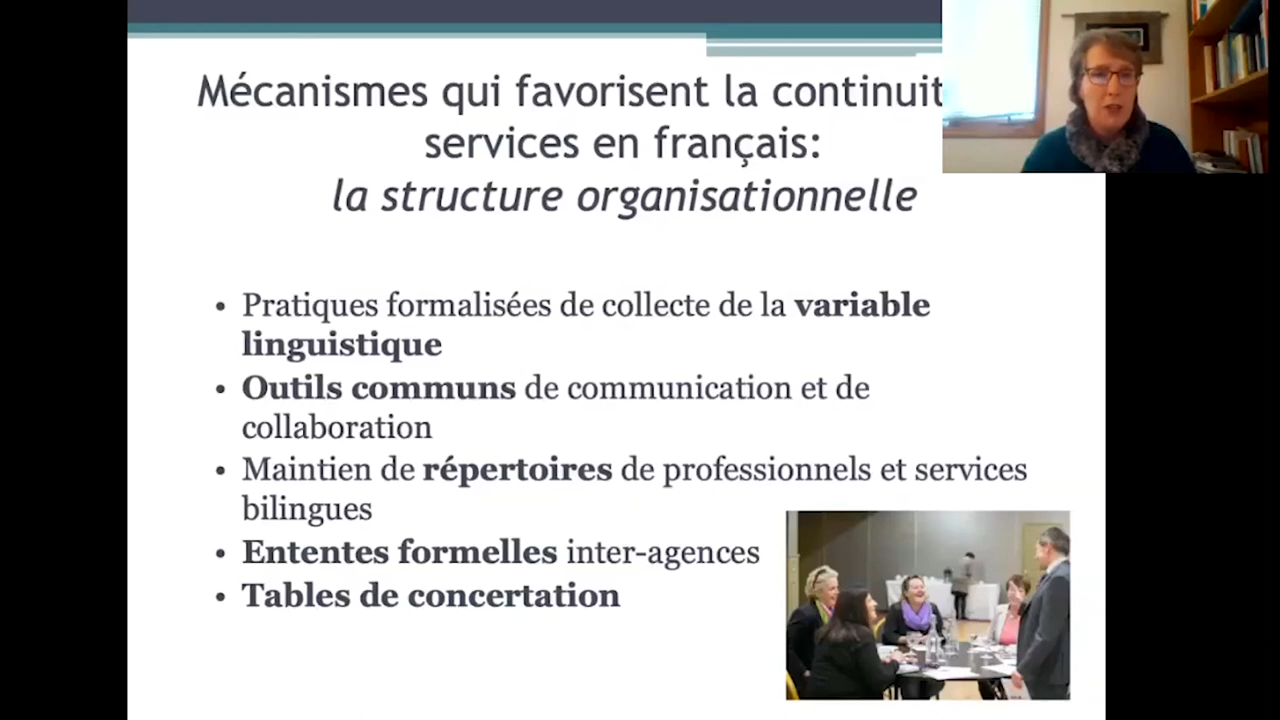 Mécanismes qui favorisent la continuit
services en français:
la structure organisationnelle
• Pratiques formalisées de collecte de la variable
linguistique
• Outils communs de communication et de
collaboration
• Maintien de répertoires de professionnels et services
bilingues
• Ententes formelles inter-agences
• Tables de concertation